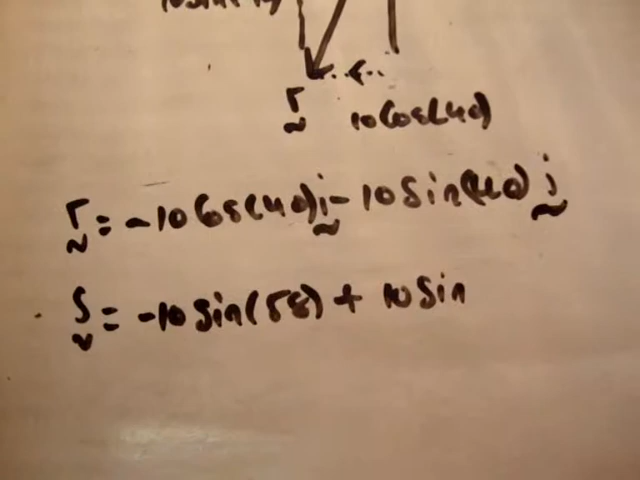 r 10Cos(40)
r = -10Cos(40)i - 10Sin(40)j
s = -10Sin(58) + 10Sin